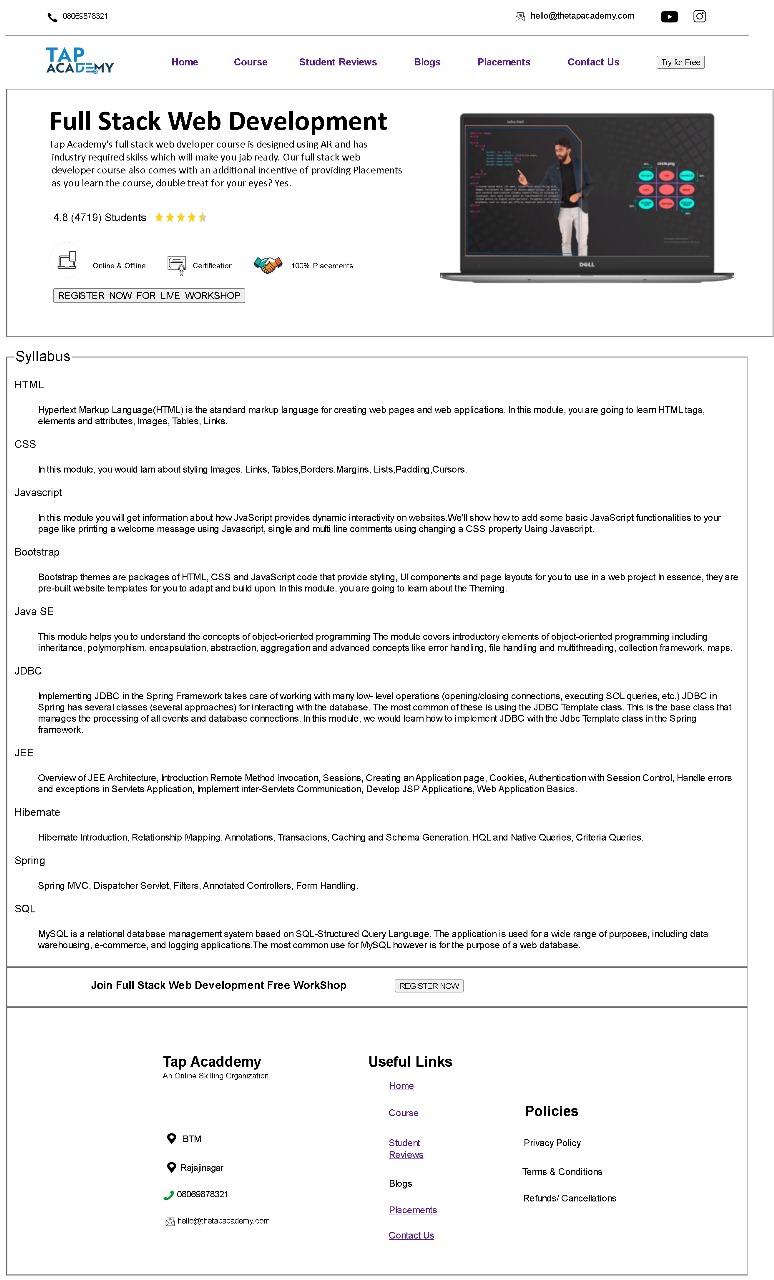 08069878321
hello@thetapacademy.com
TAP
ACADEMY
Home
Course
Student Reviews
Blogs
Placements
Contact Us
Try for Free
Full Stack Web Development
Tap Academy's full stack web dveloper course is designed using AR and has
industry required skilss which will make you jab ready. Our full stack web
developer course also comes with an additional incentive of providing Placements
as you learn the course, double treat for your eyes? Yes.
4.8 (4719) Students
Online & Offline
Certification
100% Placements
REGISTER NOW FOR LIVE WORKSHOP
DELL
Syllabus
HTML
Hypertext Markup Language(HTML) is the standard markup language for creating web pages and web applications. In this module, you are going to learn HTML tags,
elements and attributes, Images, Tables, Links.
CSS
In this module, you would larn about styling Images, Links, Tables,Borders,Margins, Lists,Padding,Cursors.
Javascript
In this module you will get information about how JvaScript provides dynamic interactivity on websites.We'll show how to add some basic JavaScript functionalities to your
page like printing a welcome message using Javascript, single and multi line comments using changing a CSS property Using Javascript.
Bootstrap
Bootstrap themes are packages of HTML, CSS and JavaScript code that provide styling, UI components and page layouts for you to use in a web project In essence, they are
pre-built website templates for you to adapt and build upon. In this module, you are going to learn about the Theming.
Java SE
This module helps you to understand the concepts of object-oriented programming The module covers introductory elements of object-oriented programming including
inheritance, polymorphism, encapsulation, abstraction, aggregation and advanced concepts like error handling, file handling and multithreading, collection framework, maps.
JDBC
Implementing JDBC in the Spring Framework takes care of working with many low- level operations (opening/closing connections, executing SOL queries, etc.) JDBC in
Spring has several classes (several approaches) for interacting with the database. The most common of these is using the JDBC Template class. This is the base class that
manages the processing of all events and database connections. In this module, we would learn how to implement JDBC with the Jdbc Template class in the Spring
framework.
JEE
Overview of JEE Architecture, Introduction Remote Method Invocation, Sessions, Creating an Application page, Cookies, Authentication with Session Control, Handle errors
and exceptions in Servlets Application, Implement inter-Servlets Communication, Develop JSP Applications, Web Application Basics.
Hibernate
Hibernate Introduction, Relationship Mapping, Annotations, Transacions, Caching and Schema Generation, HQL and Native Queries, Criteria Queries.
Spring
Spring MVC, Dispatcher Servlet, Filters, Annotated Controllers, Form Handling.
SQL
MySQL is a relational database management system based on SQL-Structured Query Language. The application is used for a wide range of purposes, including data
warehousing, e-commerce, and logging applications.The most common use for MySQL however is for the purpose of a web database.
Join Full Stack Web Development Free WorkShop
REGISTER NOW
Tap Acaddemy
An Online Skilling Organization
BTM
Rajajinagar
08069878321
hello@thetapacademy.com
Useful Links
Home
Course
Student
Reviews
Blogs
Placements
Contact Us
Policies
Privacy Policy
Terms & Conditions
Refunds/ Cancellations